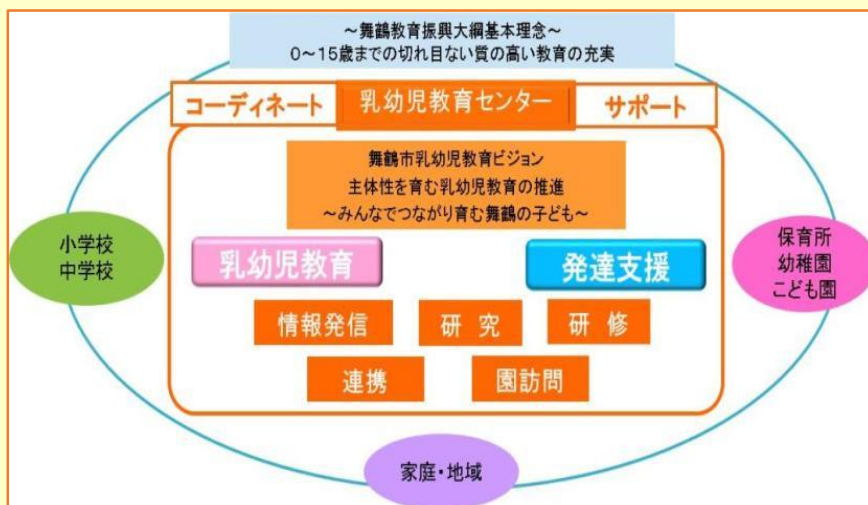 ～舞鶴教育振興大綱基本理念～
０～15歳までの切れ目ない質の高い教育の充実
コーディネート
乳幼児教育センター
サポート
舞鶴市乳幼児教育ビジョン
主体性を育む乳幼児教育の推進
～みんなでつながり育む舞鶴の子ども～
小学校
中学校
保育所
幼稚園
こども園
乳幼児教育
発達支援
情報発信
研 究
研 修
連携
園訪問
家庭・地域